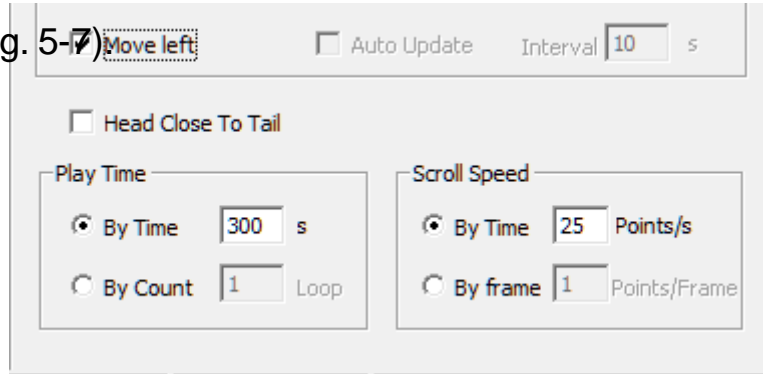 g. 5-7).
Move left Auto Update Interval 10 s
Head Close To Tail
Play Time Scroll Speed
By Time 300 s By Time 25 Points/s
By Count 1 Loop By frame 1 Points/Frame